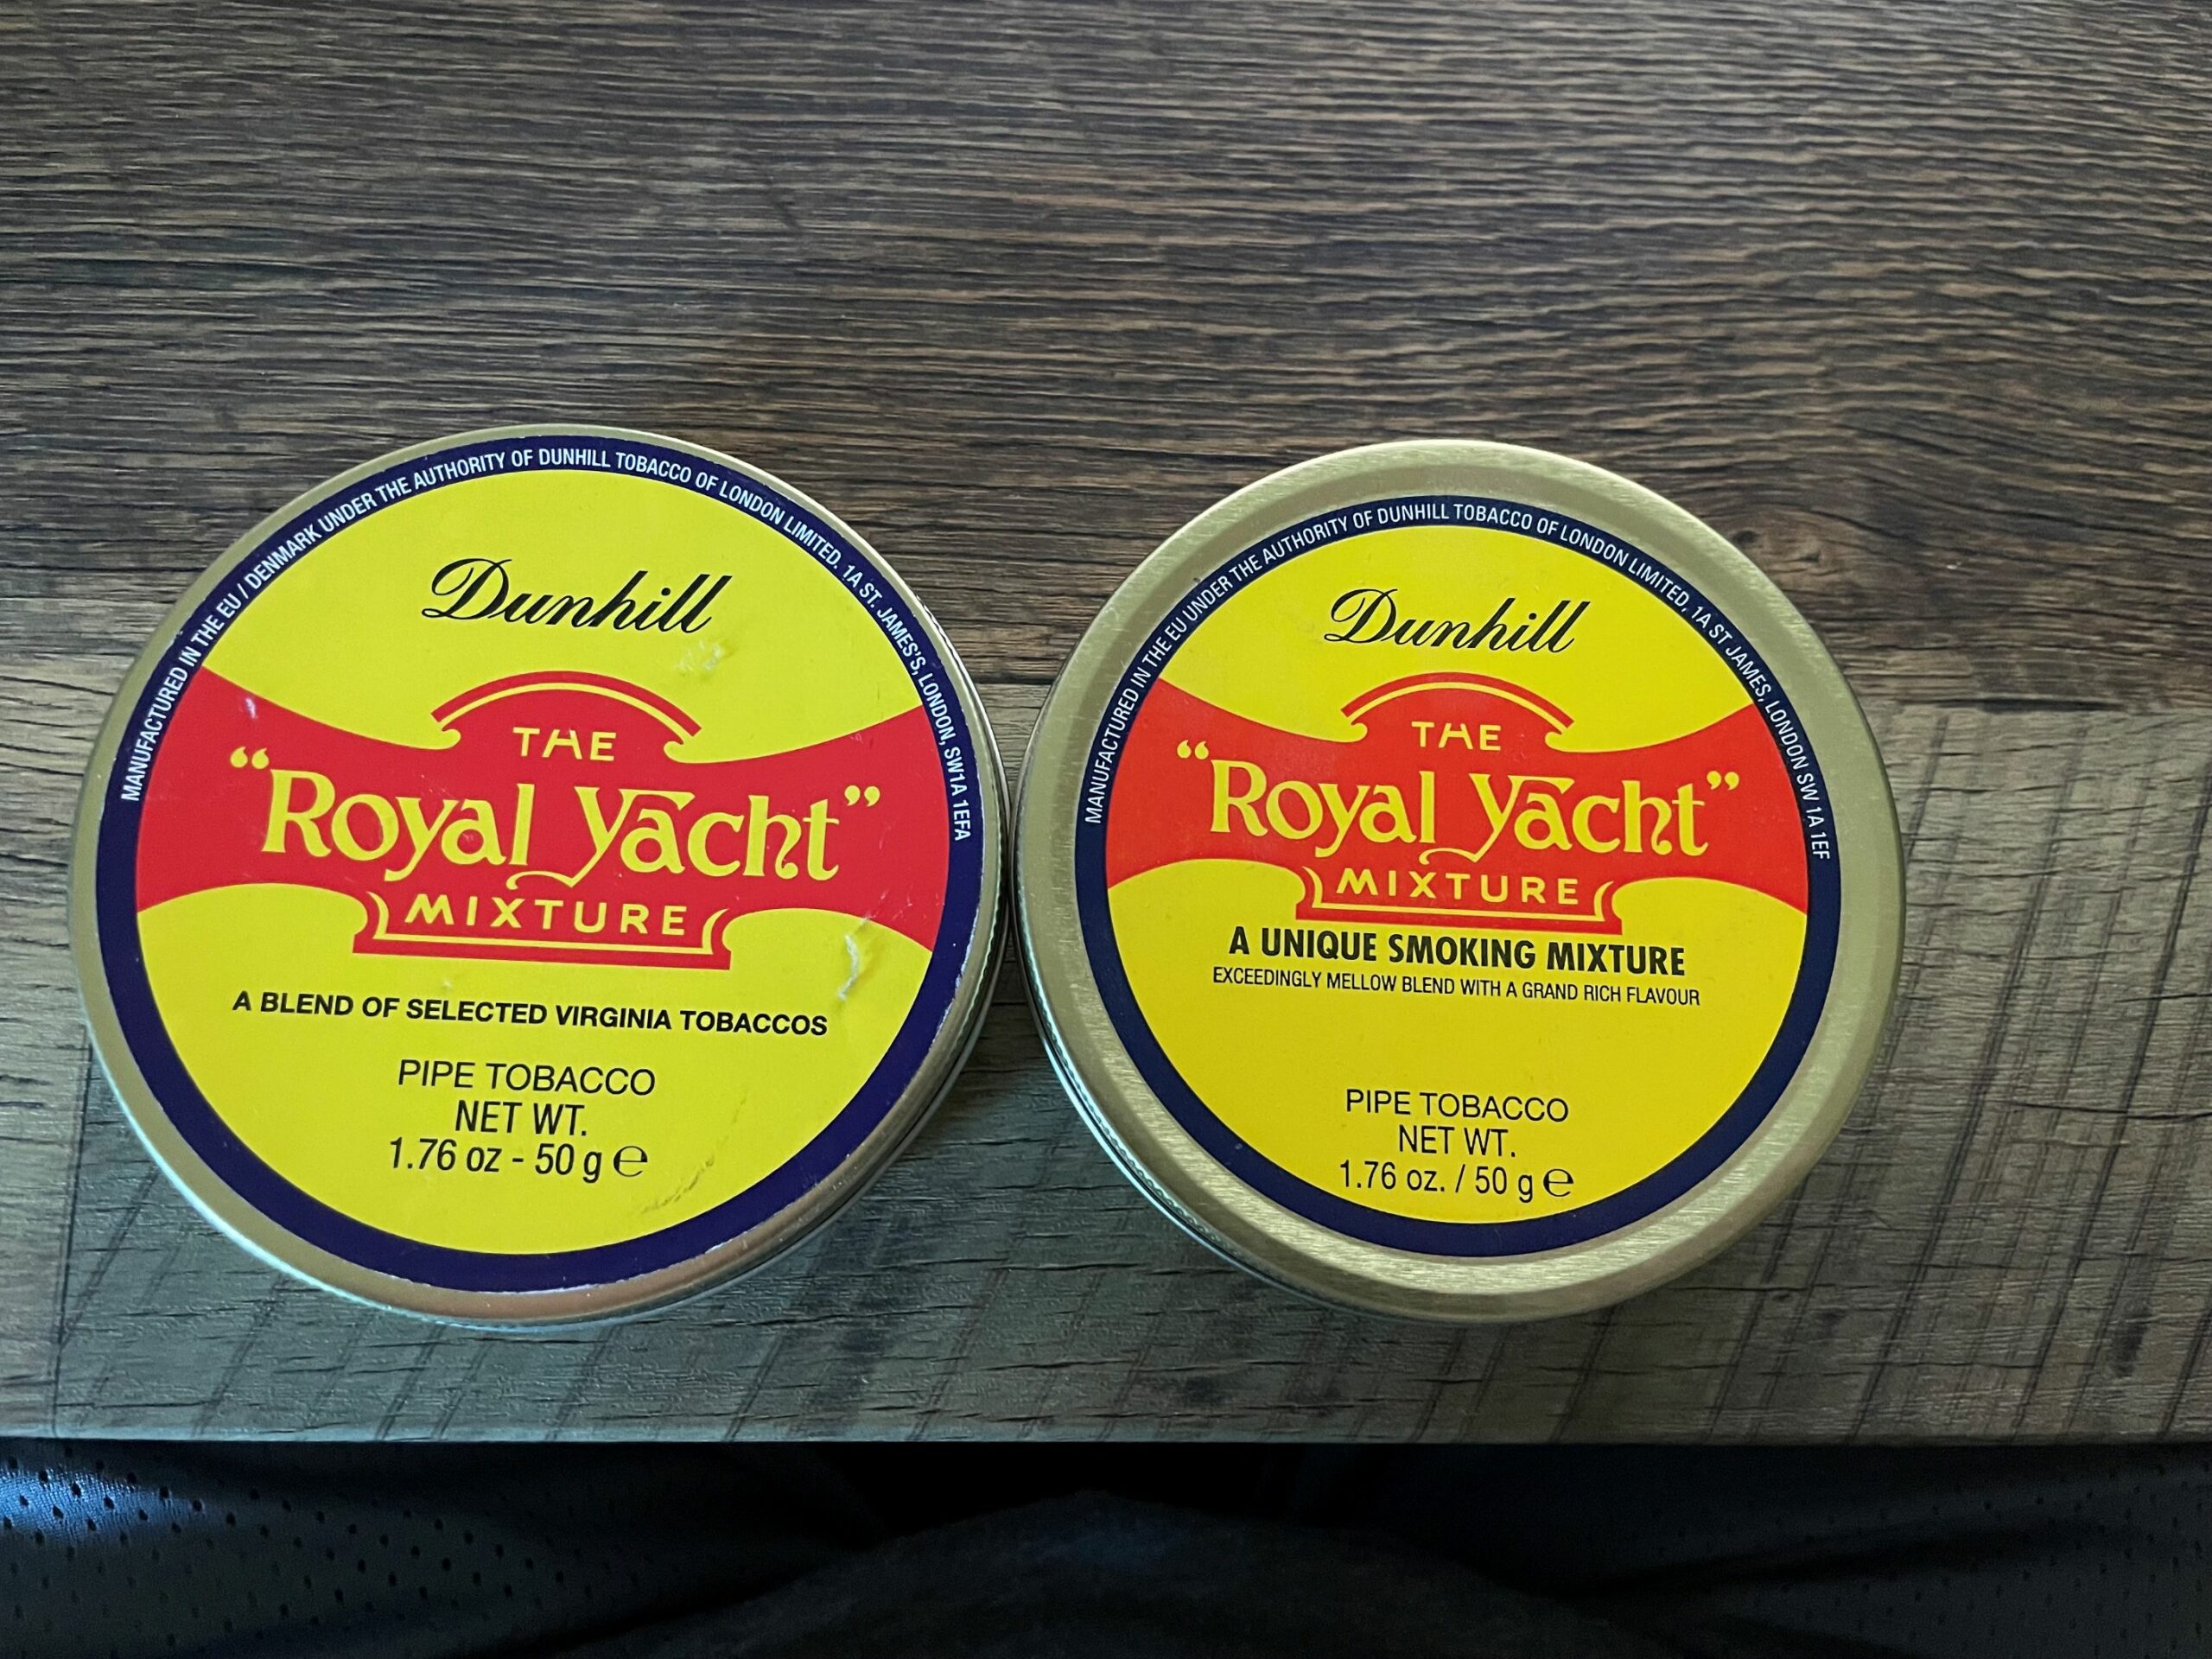 MANUFACTURED IN THE EU / DENMARK UNDER THE AUTHORITY OF DUNHILL TOBACCO OF LONDON LIMITED. 1A ST. JAMES'S, LONDON, SW1A 1EFA
Dunhill
THE
“Royal Yacht”
MIXTURE
A BLEND OF SELECTED VIRGINIA TOBACCOS
PIPE TOBACCO
NET WT.
1.76 oz - 50 g ℮
MANUFACTURED IN THE EU UNDER THE AUTHORITY OF DUNHILL TOBACCO OF LONDON LIMITED, 1A ST JAMES, LONDON SW 1A 1EF
Dunhill
THE
“Royal Yacht”
MIXTURE
A UNIQUE SMOKING MIXTURE
EXCEEDINGLY MELLOW BLEND WITH A GRAND RICH FLAVOUR
PIPE TOBACCO
NET WT.
1.76 oz. / 50 g ℮